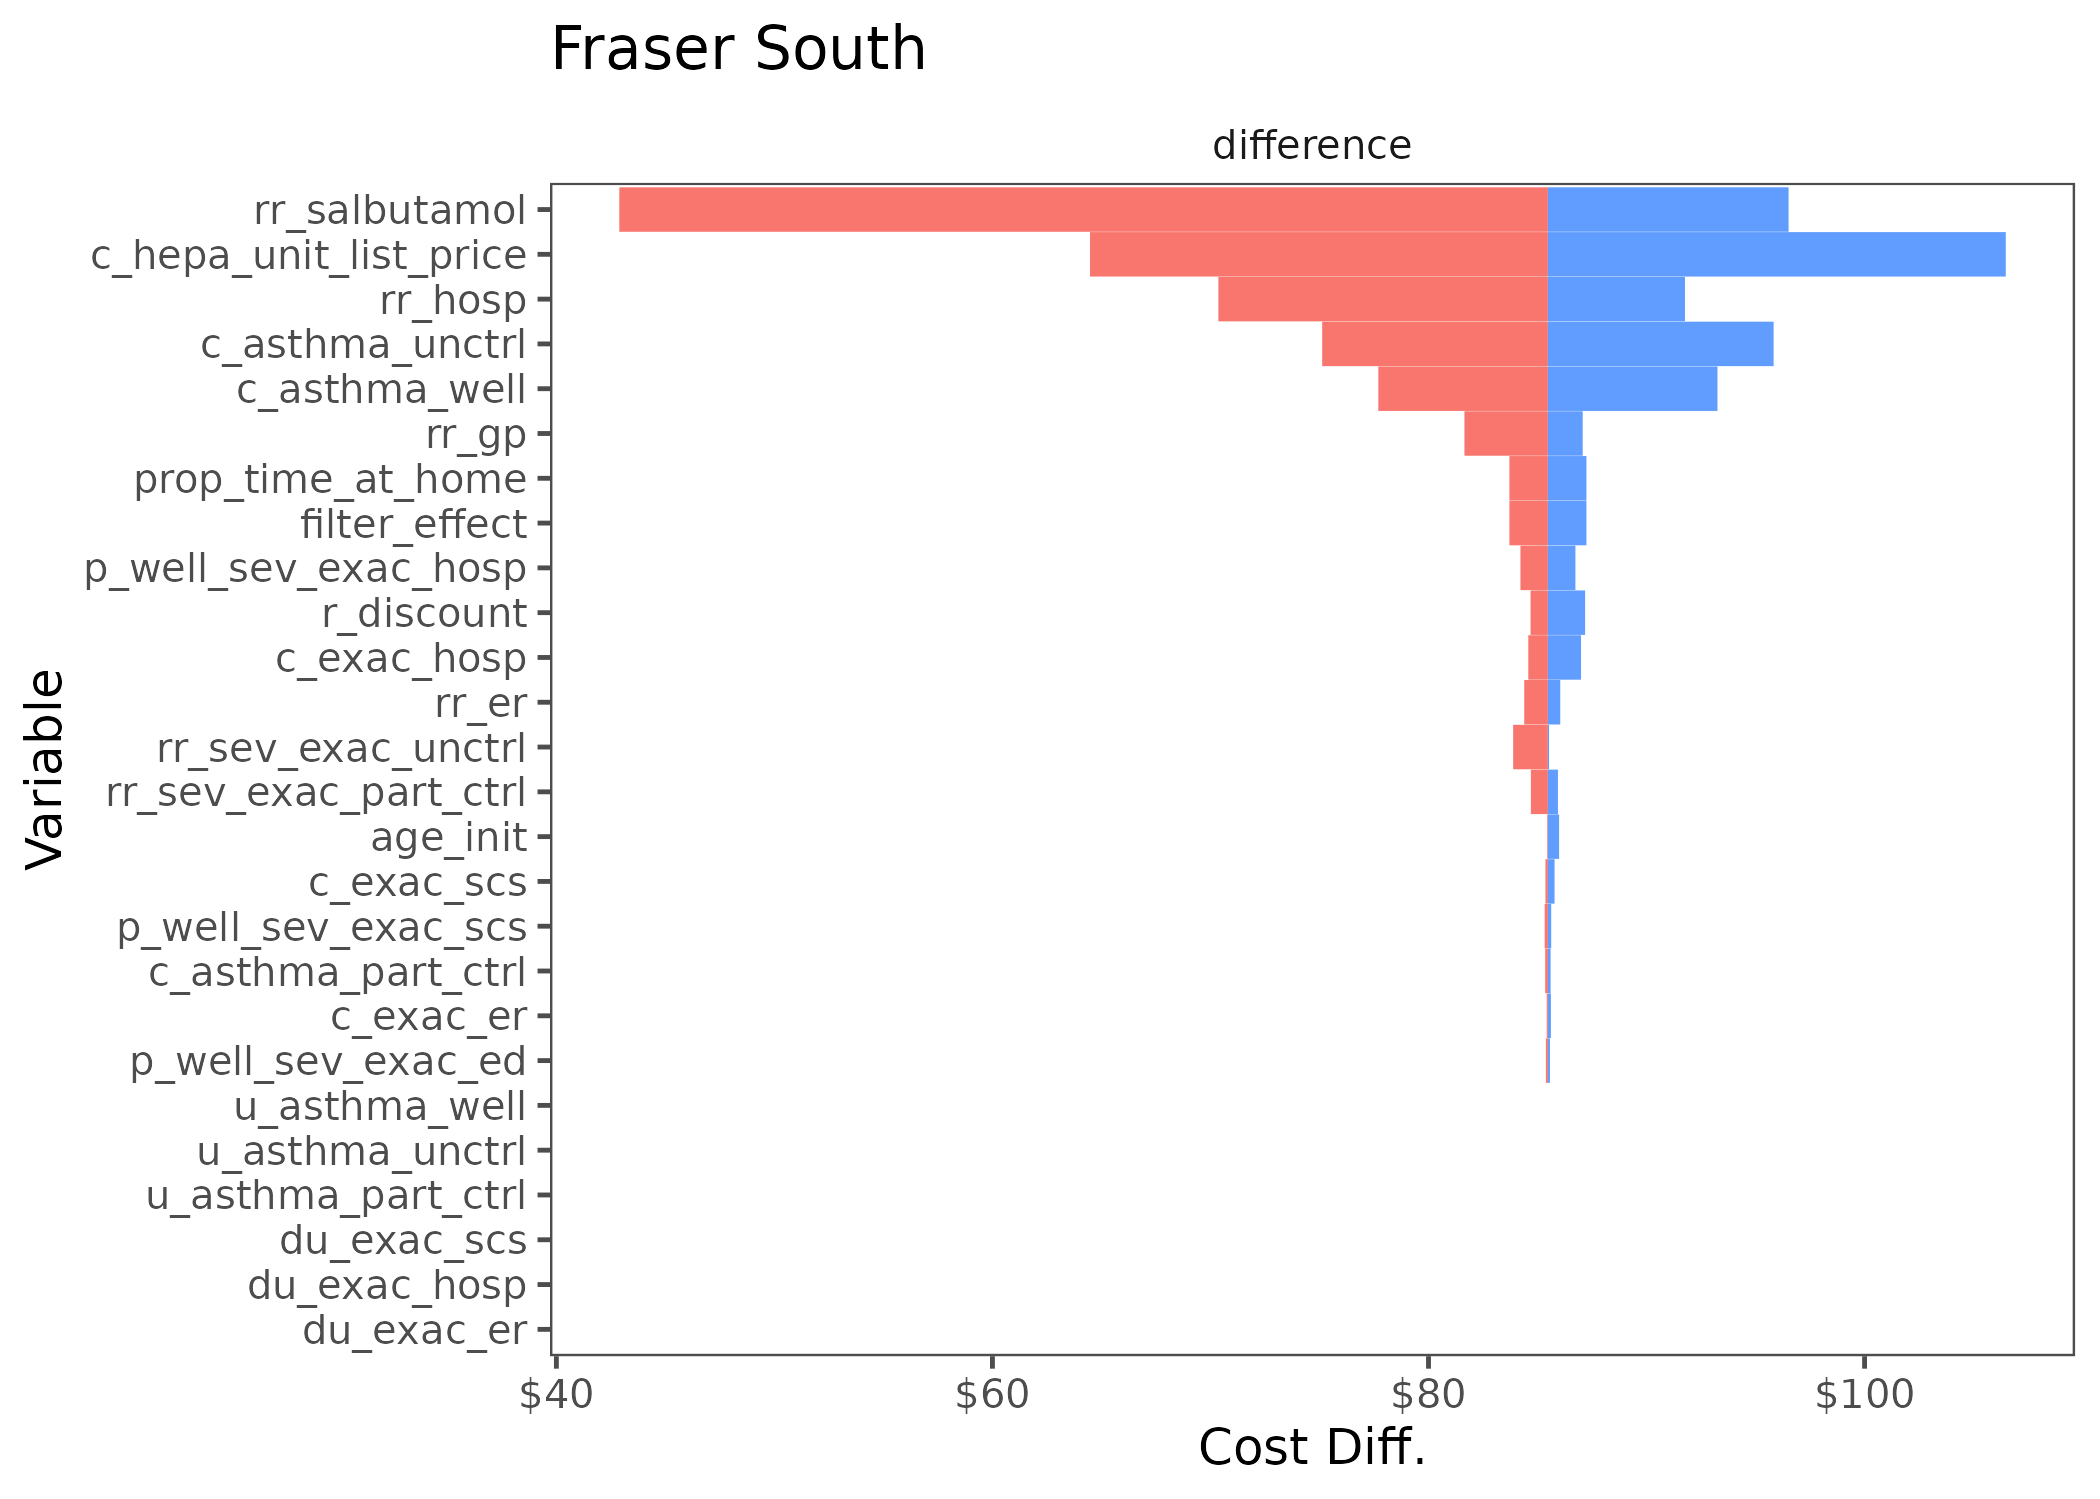 Fraser South
difference
rr_salbutamol
c_hepa_unit_list_price
rr_hosp
c_asthma_unctrl
c_asthma_well
rr_gp
prop_time_at_home
filter_effect
p_well_sev_exac_hosp
r_discount
c_exac_hosp
rr_er
rr_sev_exac_unctrl
rr_sev_exac_part_ctrl
age_init
c_exac_scs
p_well_sev_exac_scs
c_asthma_part_ctrl
c_exac_er
p_well_sev_exac_ed
u_asthma_well
u_asthma_unctrl
u_asthma_part_ctrl
du_exac_scs
du_exac_hosp
du_exac_er
Variable
$40 $60 $80 $100
Cost Diff.